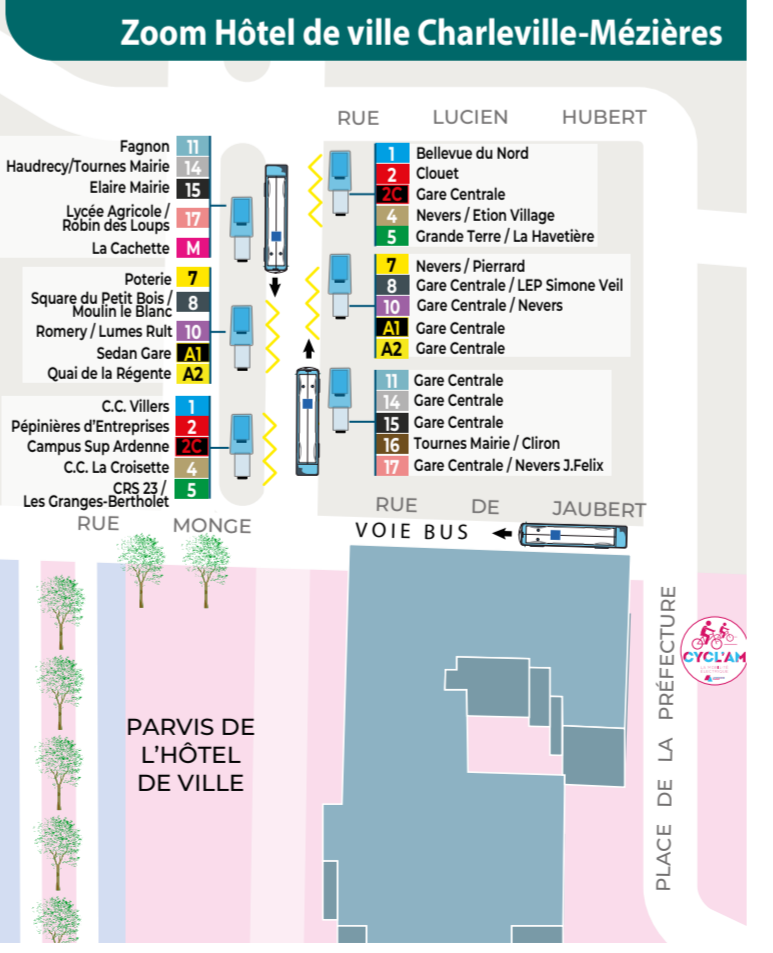 Zoom Hôtel de ville Charleville-Mézières
RUE LUCIEN HUBERT
Fagnon 11
Haudrecy/Tournes Mairie 14
Elaire Mairie 15
Lycée Agricole /
Robin des Loups 17
La Cachette M
Poterie 7
Square du Petit Bois /
Moulin le Blanc 8
Romery / Lumes Rult 10
Sedan Gare A1
Quai de la Régente A2
C.C. Villers 1
Pépinières d'Entreprises 2
Campus Sup Ardenne 2C
C.C. La Croisette 4
CRS 23 /
Les Granges-Bertholet 5
1 Bellevue du Nord
2 Clouet
2C Gare Centrale
4 Nevers / Etion Village
5 Grande Terre / La Havetière
7 Nevers / Pierrard
8 Gare Centrale / LEP Simone Veil
10 Gare Centrale / Nevers
A1 Gare Centrale
A2 Gare Centrale
11 Gare Centrale
14 Gare Centrale
15 Gare Centrale
16 Tournes Mairie / Cliron
17 Gare Centrale / Nevers J.Felix
RUE MONGE
RUE DE JAUBERT
VOIE BUS
PARVIS DE
L'HÔTEL
DE VILLE
PLACE DE LA PRÉFECTURE
CYCL'AM